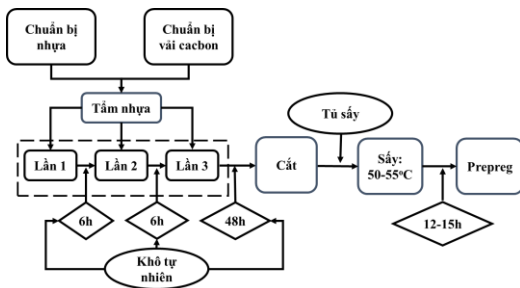 Chuẩn bị
nhựa
Chuẩn bị
vải cacbon
Tẩm nhựa
Tủ sấy
Lần 1
Lần 2
Lần 3
Cắt
Sấy:
50-55°C
Prepreg
6h
6h
48h
12-15h
Khô tự
nhiên